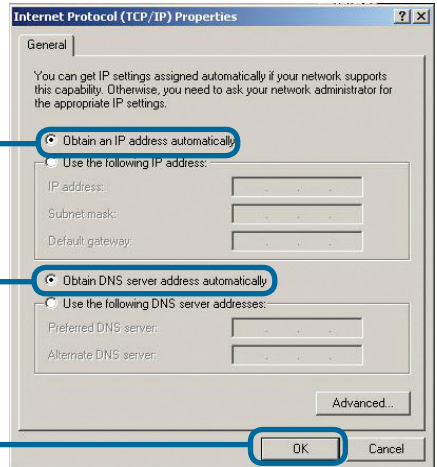 Internet Protocol (TCP/IP) Properties
General
You can get IP settings assigned automatically if your network supports
this capability. Otherwise, you need to ask your network administrator for
the appropriate IP settings.
Obtain an IP address automatically
Use the following IP address:
IP address:
Subnet mask:
Default gateway:
Obtain DNS server address automatically
Use the following DNS server addresses:
Preferred DNS server:
Alternate DNS server:
Advanced...
OK
Cancel